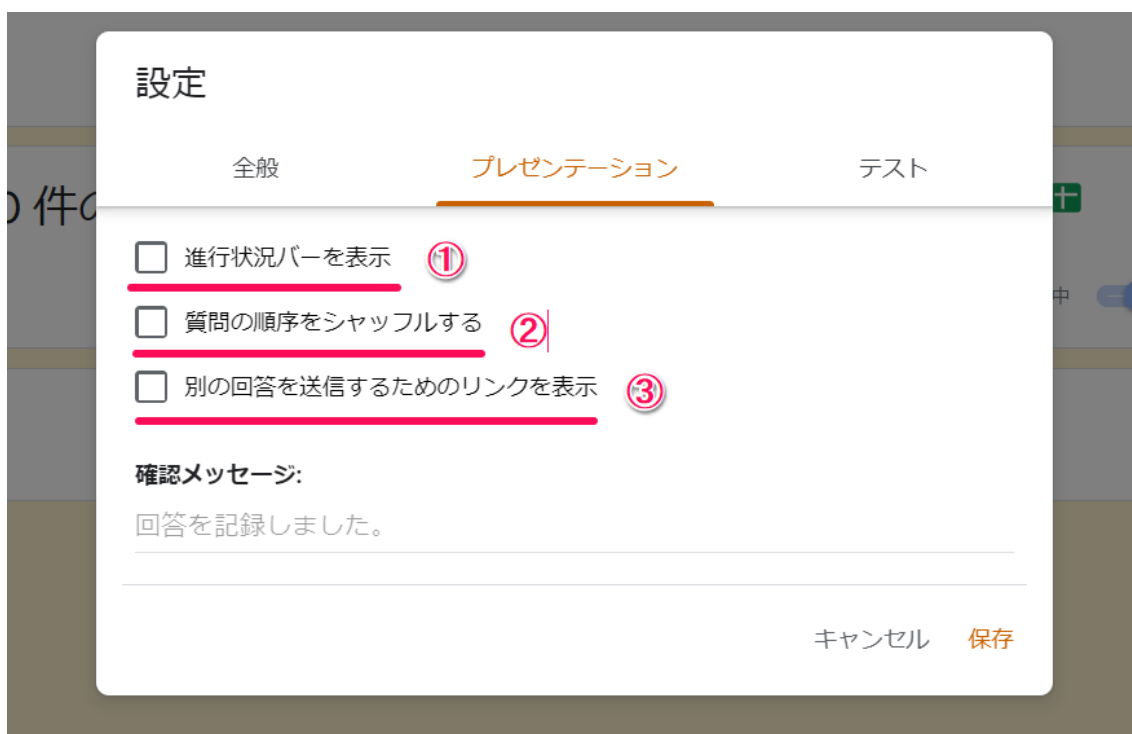 設定
全般 プレゼンテーション テスト
0 件の
進行状況バーを表示 ①
中
質問の順序をシャッフルする ②
別の回答を送信するためのリンクを表示 ③
確認メッセージ:
回答を記録しました。
キャンセル 保存